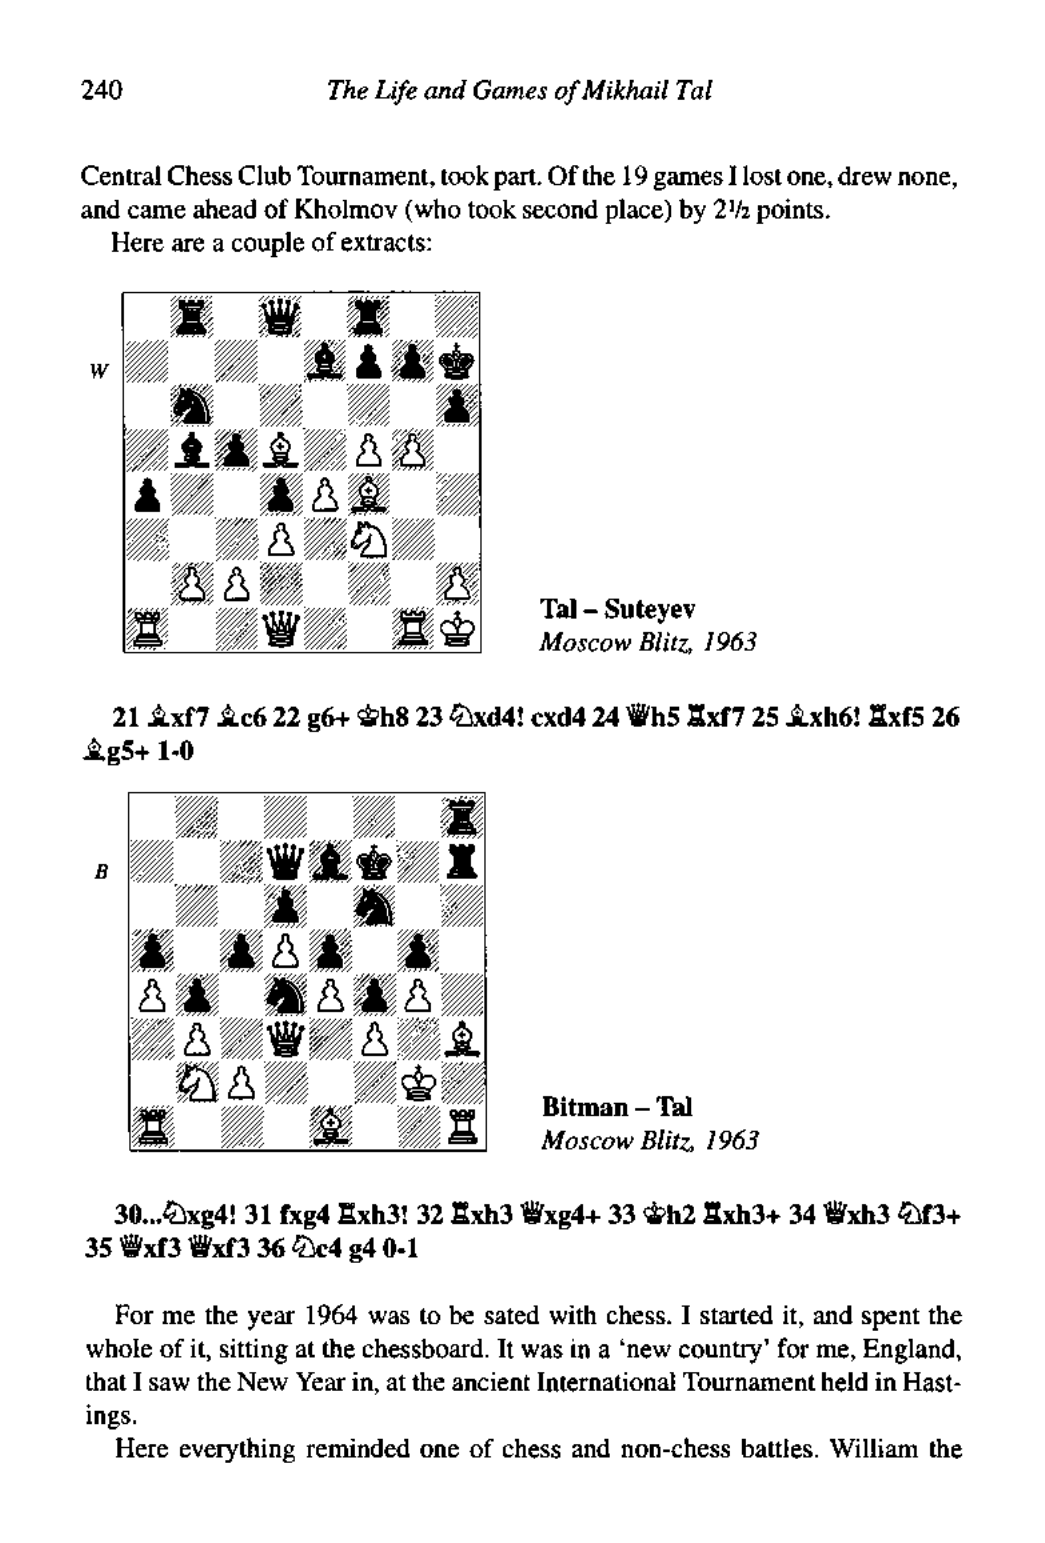 240 The Life and Games of Mikhail Tal
Central Chess Club Tournament, took part. Of the 19 games I lost one, drew none,
and came ahead of Kholmov (who took second place) by 2½ points.
Here are a couple of extracts:
W
Tal – Suteyev
Moscow Blitz, 1963
21 ♗xf7 ♗c6 22 g6+ ♔h8 23 ♘xd4! cxd4 24 ♕h5 ♖xf7 25 ♗xh6! ♖xf5 26
♗g5+ 1-0
B
Bitman – Tal
Moscow Blitz, 1963
30...♘xg4! 31 fxg4 ♖xh3! 32 ♖xh3 ♕xg4+ 33 ♔h2 ♖xh3+ 34 ♕xh3 ♘f3+
35 ♕xf3 ♕xf3 36 ♘c4 g4 0-1
For me the year 1964 was to be sated with chess. I started it, and spent the
whole of it, sitting at the chessboard. It was in a ‘new country’ for me, England,
that I saw the New Year in, at the ancient International Tournament held in Hast-
ings.
Here everything reminded one of chess and non-chess battles. William the